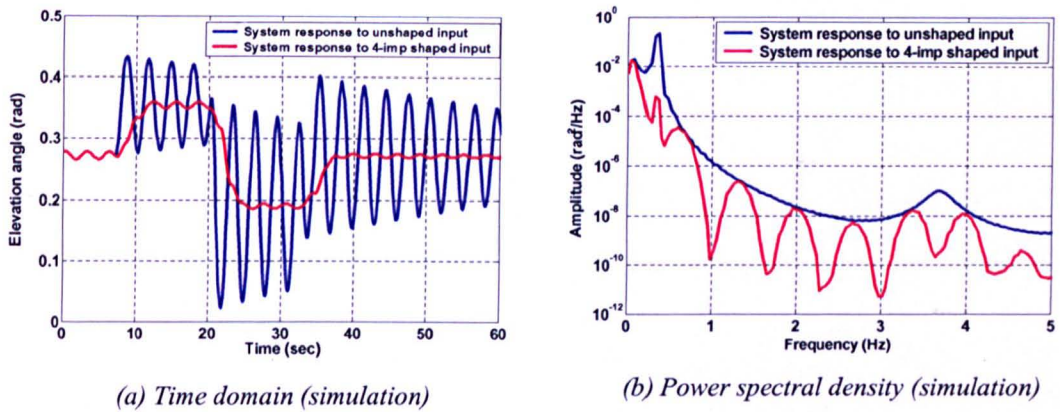 System response to unshaped input
System response to 4-imp shaped input
0.5
0.4
0.3
0.2
0.1
0
Elevation angle (rad)
0 10 20 30 40 50 60
Time (sec)
(a) Time domain (simulation)
System response to unshaped input
System response to 4-imp shaped input
10^0
10^-2
10^-4
10^-6
10^-8
10^-10
10^-12
Amplitude (rad²/Hz)
0 1 2 3 4 5
Frequency (Hz)
(b) Power spectral density (simulation)